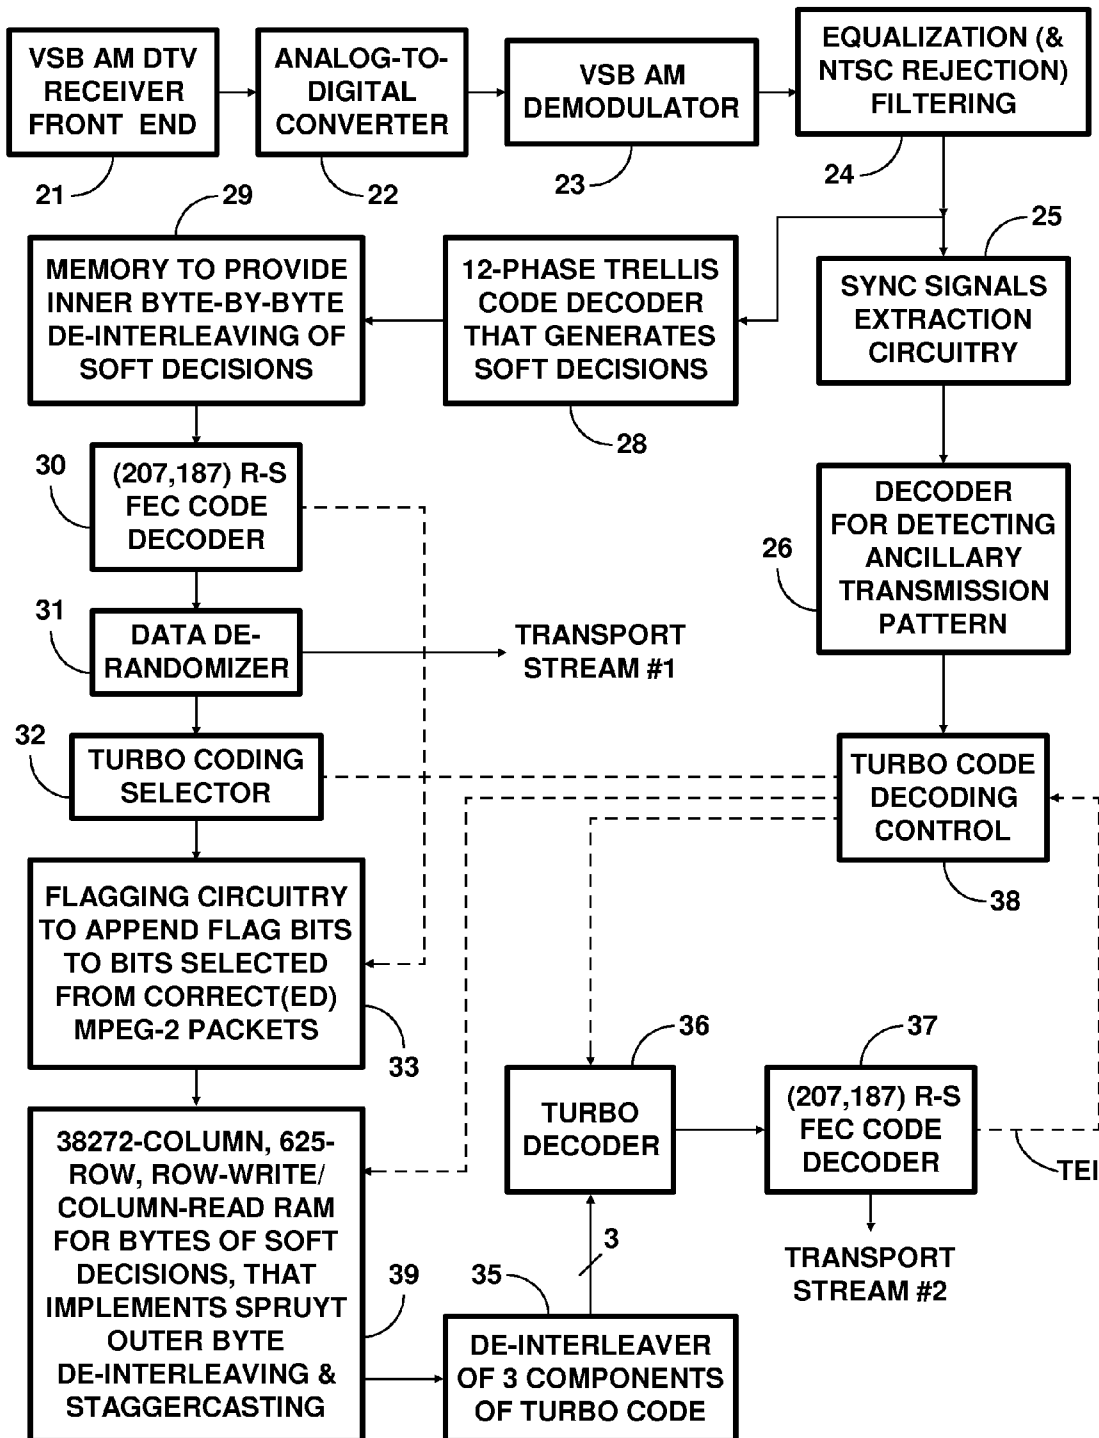 VSB AM DTV
RECEIVER
FRONT END
21
ANALOG-TO-
DIGITAL
CONVERTER
22
VSB AM
DEMODULATOR
23
EQUALIZATION (&
NTSC REJECTION)
FILTERING
24
25
SYNC SIGNALS
EXTRACTION
CIRCUITRY
29
MEMORY TO PROVIDE
INNER BYTE-BY-BYTE
DE-INTERLEAVING OF
SOFT DECISIONS
12-PHASE TRELLIS
CODE DECODER
THAT GENERATES
SOFT DECISIONS
28
30
(207,187) R-S
FEC CODE
DECODER
26
DECODER
FOR DETECTING
ANCILLARY
TRANSMISSION
PATTERN
31
DATA DE-
RANDOMIZER
TRANSPORT
STREAM #1
32
TURBO CODING
SELECTOR
TURBO CODE
DECODING
CONTROL
38
FLAGGING CIRCUITRY
TO APPEND FLAG BITS
TO BITS SELECTED
FROM CORRECT(ED)
MPEG-2 PACKETS
33
36
TURBO
DECODER
37
(207,187) R-S
FEC CODE
DECODER
TEI
TRANSPORT
STREAM #2
38272-COLUMN, 625-
ROW, ROW-WRITE/
COLUMN-READ RAM
FOR BYTES OF SOFT
DECISIONS, THAT
IMPLEMENTS SPRUYT
OUTER BYTE
DE-INTERLEAVING &
STAGGERCASTING
39
3
35
DE-INTERLEAVER
OF 3 COMPONENTS
OF TURBO CODE